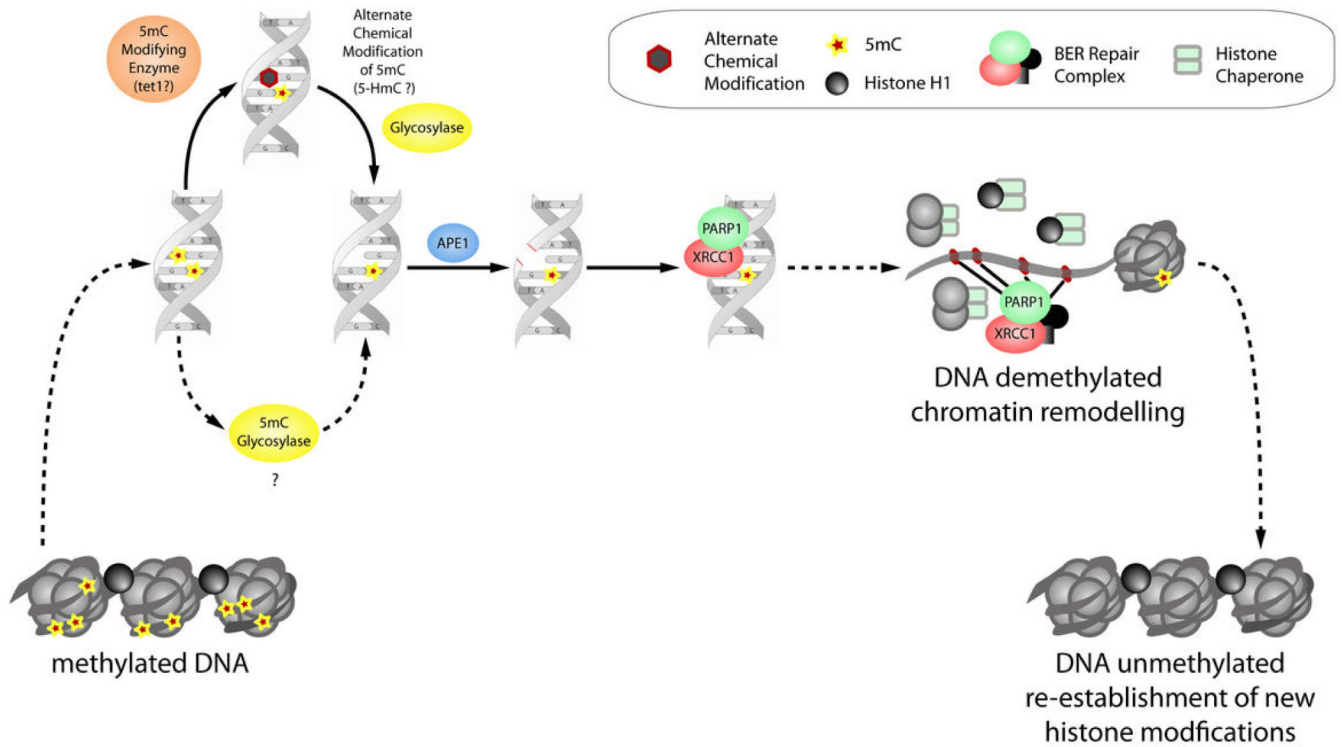 5mC
Modifying
Enzyme
(tet1?)
Alternate
Chemical
Modification
of 5mC
(5-HmC ?)
Glycosylase
Alternate
Chemical
Modification
5mC
Histone H1
BER Repair
Complex
Histone
Chaperone
T A
A T
G
G
T A
G C
T A
A T
G
G
T A
G C
T A
A T
G
T A
G C
APE1
T A
A T
G
T A
G C
PARP1
XRCC1
T A
T
T A
G C
PARP1
XRCC1
DNA demethylated
chromatin remodelling
5mC
Glycosylase
?
methylated DNA
DNA unmethylated
re-establishment of new
histone modfications